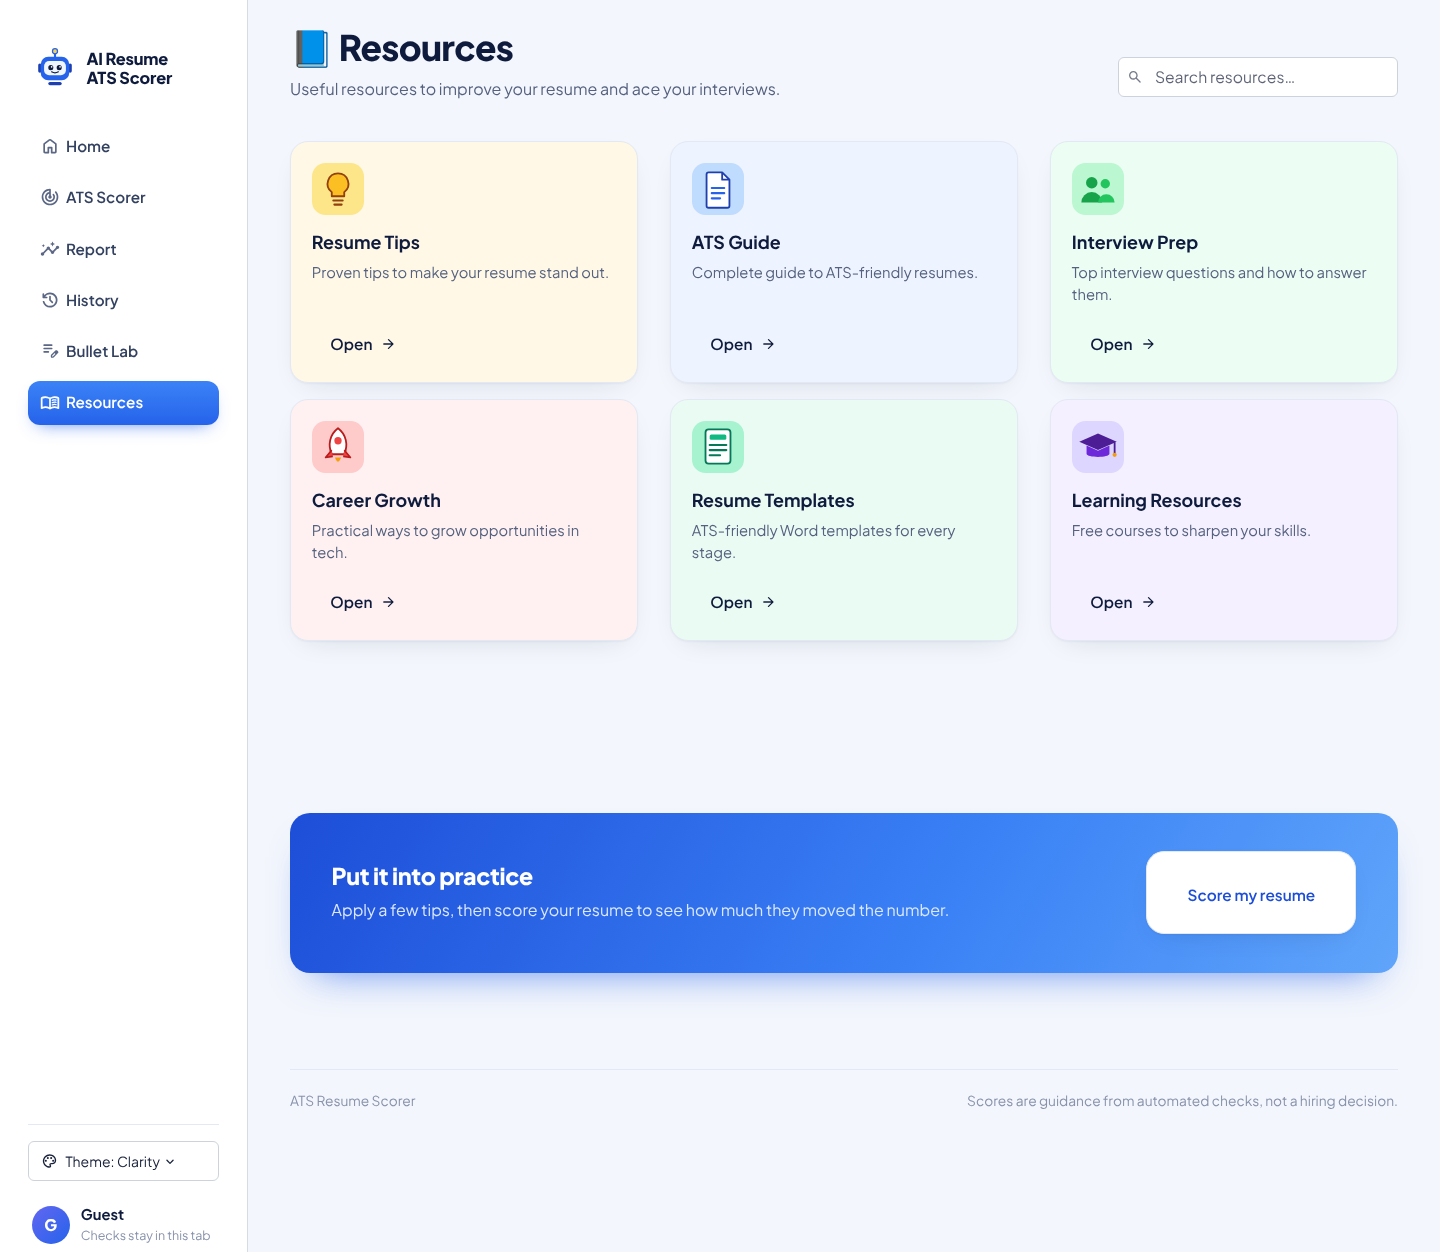 AI Resume
ATS Scorer
Home
ATS Scorer
Report
History
Bullet Lab
Resources
Theme: Clarity
G
Guest
Checks stay in this tab
Resources
Useful resources to improve your resume and ace your interviews.
Search resources...
Resume Tips
Proven tips to make your resume stand out.
Open
ATS Guide
Complete guide to ATS-friendly resumes.
Open
Interview Prep
Top interview questions and how to answer
them.
Open
Career Growth
Practical ways to grow opportunities in
tech.
Open
Resume Templates
ATS-friendly Word templates for every
stage.
Open
Learning Resources
Free courses to sharpen your skills.
Open
Put it into practice
Apply a few tips, then score your resume to see how much they moved the number.
Score my resume
ATS Resume Scorer
Scores are guidance from automated checks, not a hiring decision.